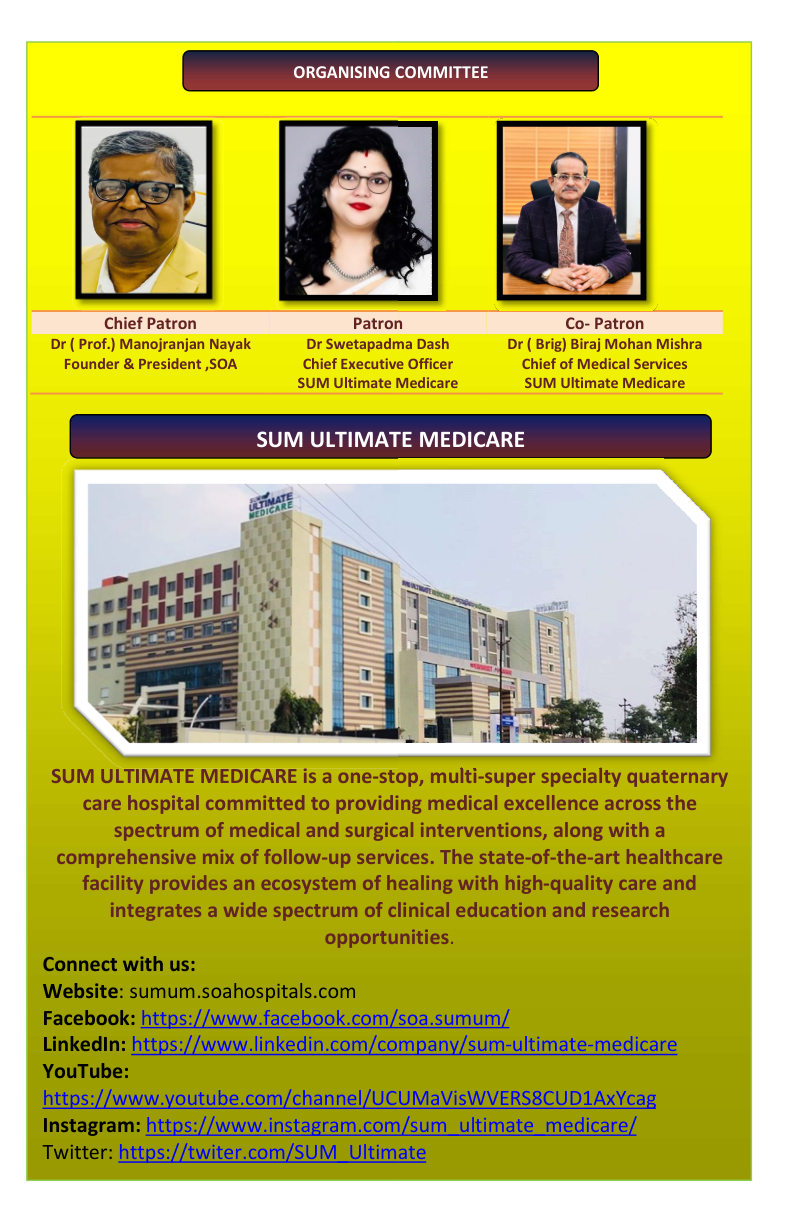 ORGANISING COMMITTEE
Chief Patron
Dr ( Prof.) Manojranjan Nayak
Founder & President ,SOA
Patron
Dr Swetapadma Dash
Chief Executive Officer
SUM Ultimate Medicare
Co- Patron
Dr ( Brig) Biraj Mohan Mishra
Chief of Medical Services
SUM Ultimate Medicare
SUM ULTIMATE MEDICARE
SUM
ULTIMATE
MEDICARE
SUM ULTIMATE MEDICARE
SUM ULTIMATE MEDICARE is a one-stop, multi-super specialty quaternary
care hospital committed to providing medical excellence across the
spectrum of medical and surgical interventions, along with a
comprehensive mix of follow-up services. The state-of-the-art healthcare
facility provides an ecosystem of healing with high-quality care and
integrates a wide spectrum of clinical education and research
opportunities.
Connect with us:
Website: sumum.soahospitals.com
Facebook: https://www.facebook.com/soa.sumum/
LinkedIn: https://www.linkedin.com/company/sum-ultimate-medicare
YouTube:
https://www.youtube.com/channel/UCUMaVisWVERS8CUD1AxYcag
Instagram: https://www.instagram.com/sum_ultimate_medicare/
Twitter: https://twiter.com/SUM_Ultimate